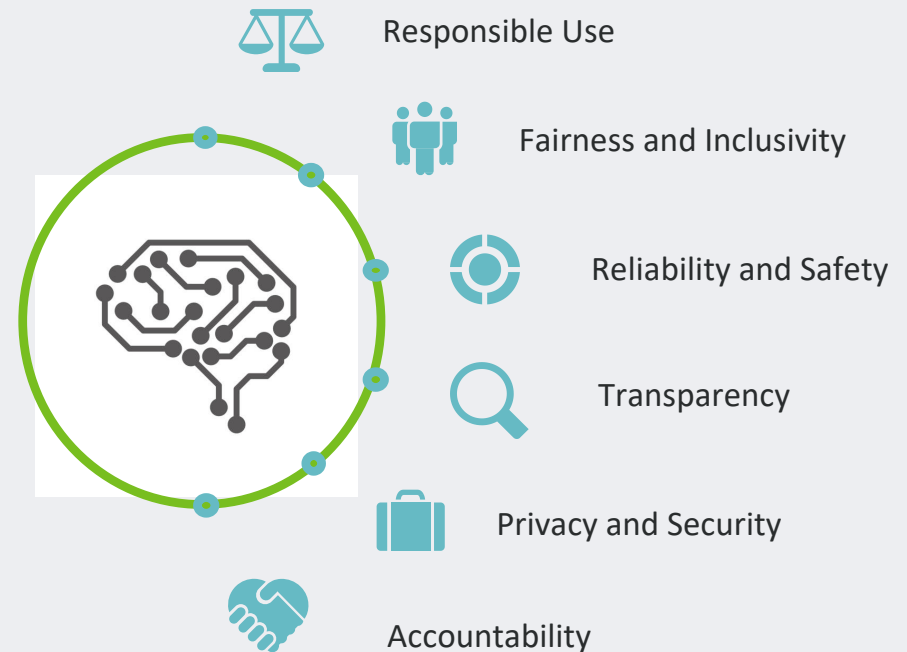 Responsible Use
Fairness and Inclusivity
Reliability and Safety
Transparency
Privacy and Security
Accountability